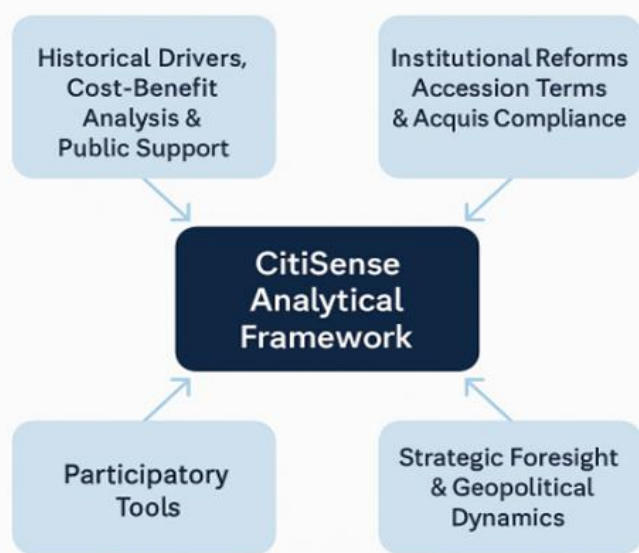 Historical Drivers,
Cost-Benefit
Analysis &
Public Support
Institutional Reforms
Accession Terms
& Acquis Compliance
CitiSense
Analytical
Framework
Participatory
Tools
Strategic Foresight
& Geopolitical
Dynamics